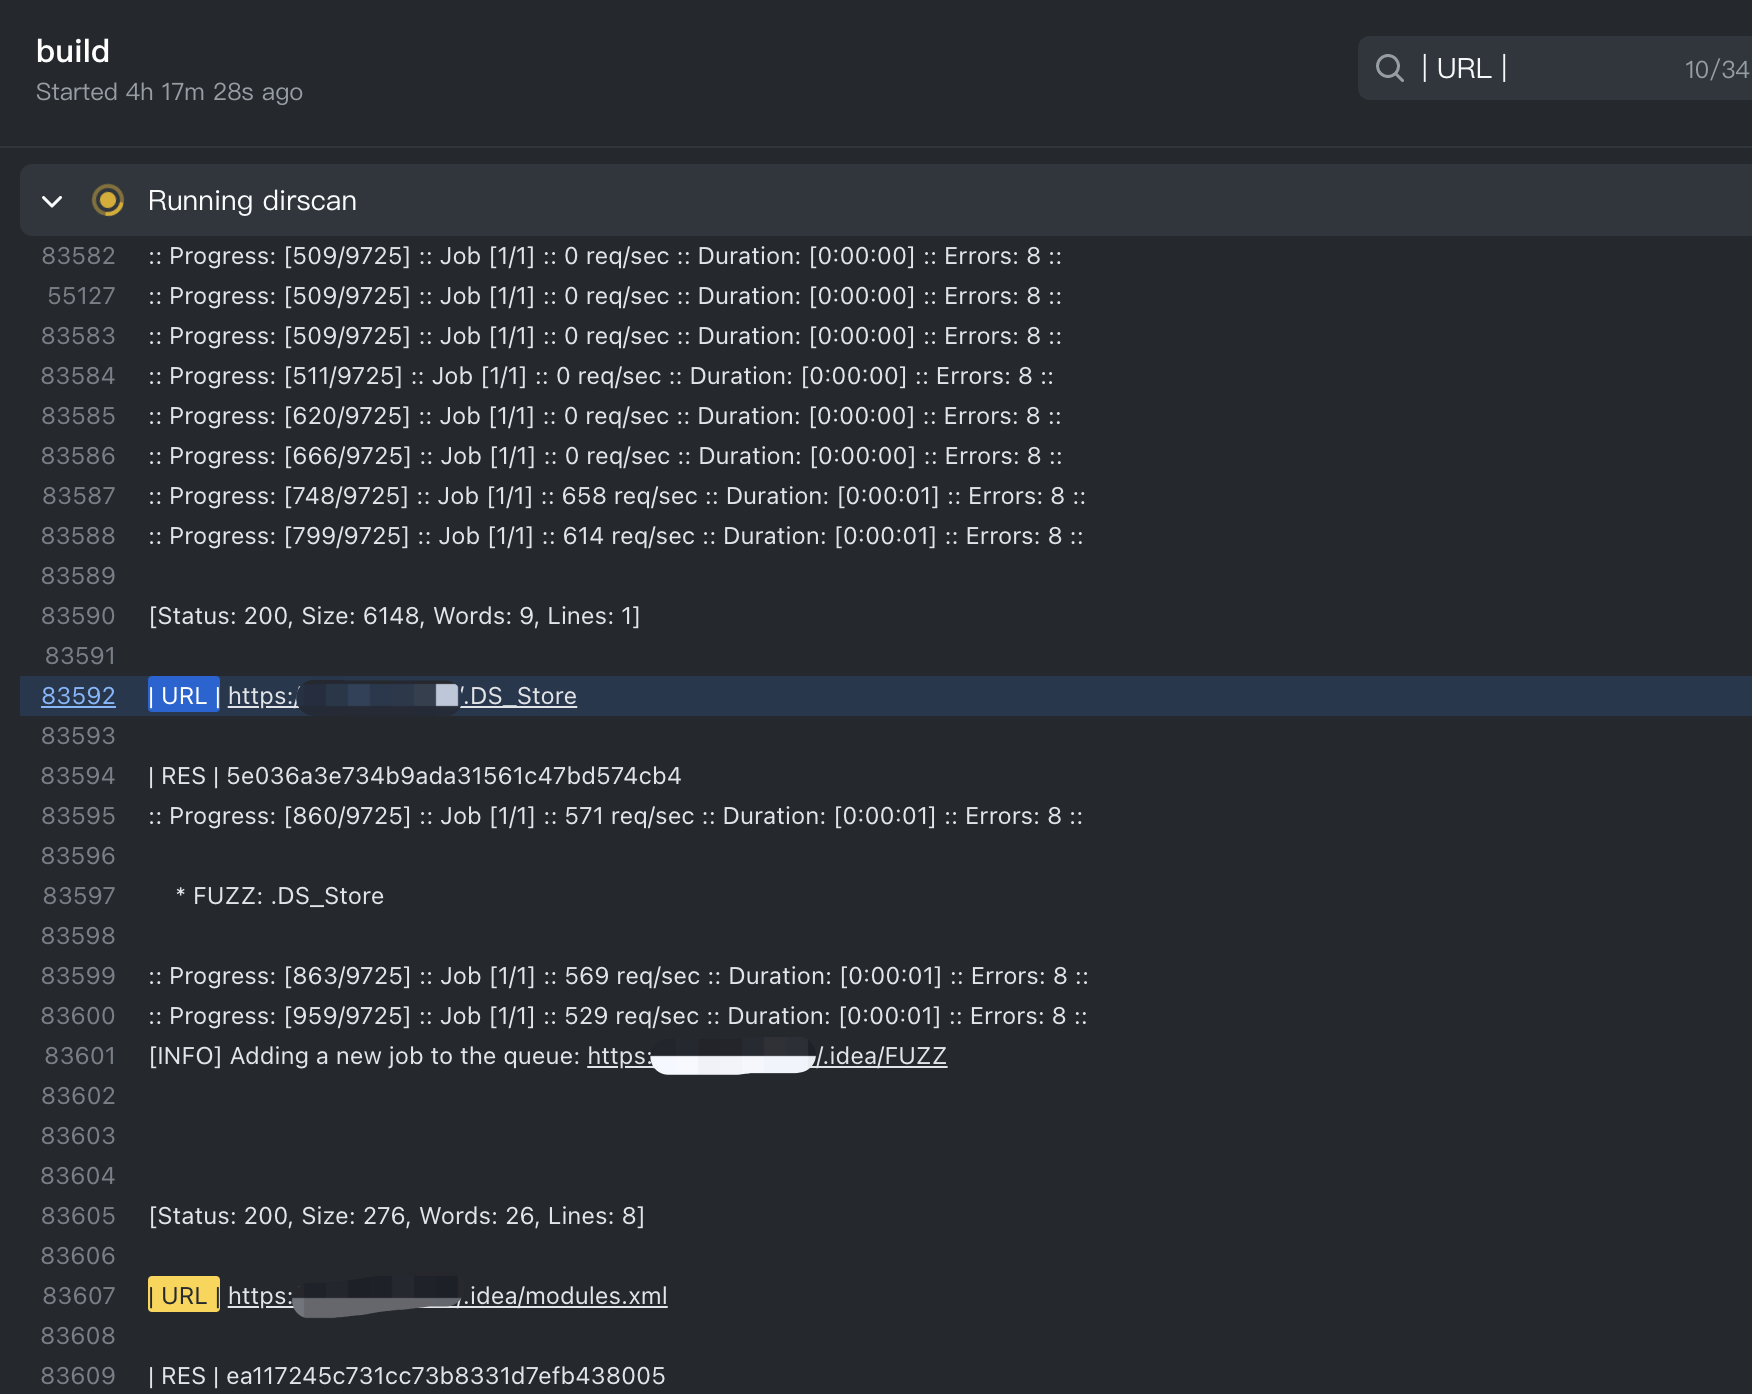 build
Started 4h 17m 28s ago
| URL |
10/34
Running dirscan
83582 :: Progress: [509/9725] :: Job [1/1] :: 0 req/sec :: Duration: [0:00:00] :: Errors: 8 ::
55127 :: Progress: [509/9725] :: Job [1/1] :: 0 req/sec :: Duration: [0:00:00] :: Errors: 8 ::
83583 :: Progress: [509/9725] :: Job [1/1] :: 0 req/sec :: Duration: [0:00:00] :: Errors: 8 ::
83584 :: Progress: [511/9725] :: Job [1/1] :: 0 req/sec :: Duration: [0:00:00] :: Errors: 8 ::
83585 :: Progress: [620/9725] :: Job [1/1] :: 0 req/sec :: Duration: [0:00:00] :: Errors: 8 ::
83586 :: Progress: [666/9725] :: Job [1/1] :: 0 req/sec :: Duration: [0:00:00] :: Errors: 8 ::
83587 :: Progress: [748/9725] :: Job [1/1] :: 658 req/sec :: Duration: [0:00:01] :: Errors: 8 ::
83588 :: Progress: [799/9725] :: Job [1/1] :: 614 req/sec :: Duration: [0:00:01] :: Errors: 8 ::
83589
83590 [Status: 200, Size: 6148, Words: 9, Lines: 1]
83591
83592 | URL | https:/ .DS_Store
83593
83594 | RES | 5e036a3e734b9ada31561c47bd574cb4
83595 :: Progress: [860/9725] :: Job [1/1] :: 571 req/sec :: Duration: [0:00:01] :: Errors: 8 ::
83596
83597 * FUZZ: .DS_Store
83598
83599 :: Progress: [863/9725] :: Job [1/1] :: 569 req/sec :: Duration: [0:00:01] :: Errors: 8 ::
83600 :: Progress: [959/9725] :: Job [1/1] :: 529 req/sec :: Duration: [0:00:01] :: Errors: 8 ::
83601 [INFO] Adding a new job to the queue: https: /.idea/FUZZ
83602
83603
83604
83605 [Status: 200, Size: 276, Words: 26, Lines: 8]
83606
83607 | URL | https: .idea/modules.xml
83608
83609 | RES | ea117245c731cc73b8331d7efb438005